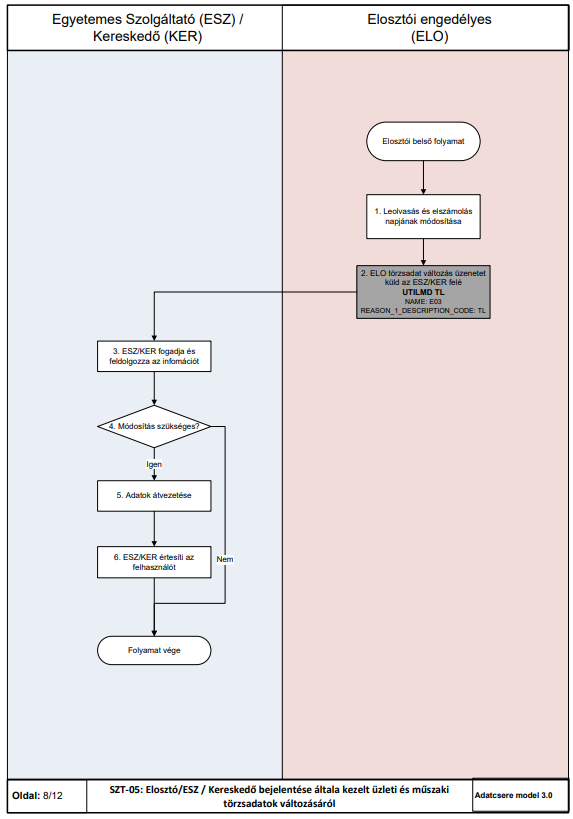 Egyetemes Szolgáltató (ESZ) /
Kereskedő (KER)
Elosztói engedélyes
(ELO)
Elosztói belső folyamat
1. Leolvasás és elszámolás
napjának módosítása
2. ELO törzsadat változás üzenetet
küld az ESZ/KER felé
UTILMD TL
NAME: E03
REASON_1_DESCRIPTION_CODE: TL
3. ESZ/KER fogadja és
feldolgozza az infomációt
4. Módosítás szükséges?
Igen
5. Adatok átvezetése
6. ESZ/KER értesíti az
felhasználót
Nem
Folyamat vége
Oldal: 8/12
SZT-05: Elosztó/ESZ / Kereskedő bejelentése általa kezelt üzleti és műszaki
törzsadatok változásáról
Adatcsere model 3.0